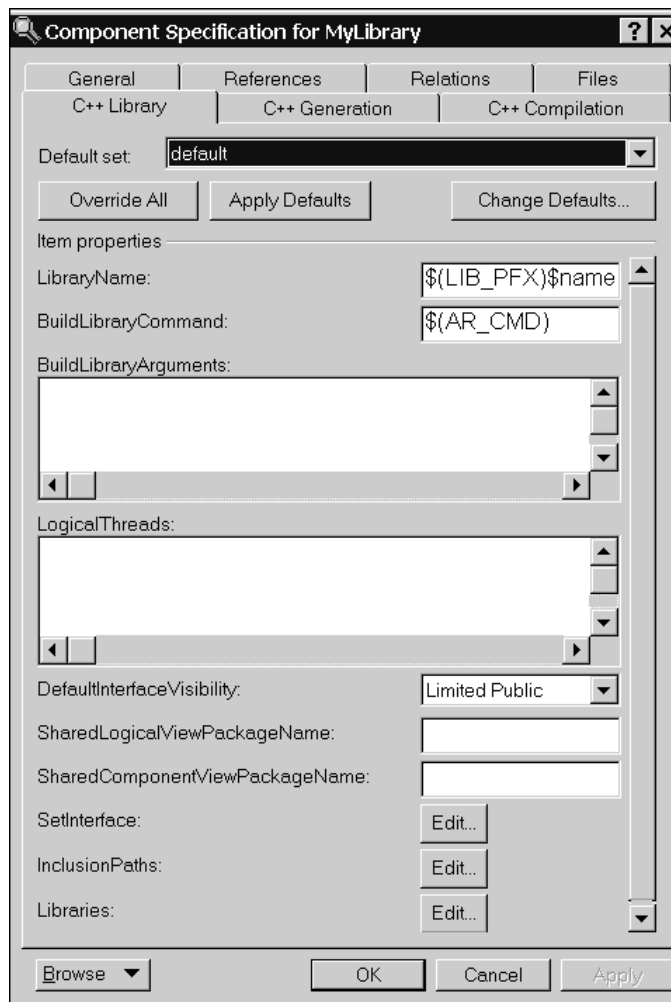 Component Specification for MyLibrary
General References Relations Files
C++ Library C++ Generation C++ Compilation
Default set: default
Override All Apply Defaults Change Defaults...
Item properties
LibraryName: $(LIB_PFX)$name
BuildLibraryCommand: $(AR_CMD)
BuildLibraryArguments:
LogicalThreads:
DefaultInterfaceVisibility: Limited Public
SharedLogicalViewPackageName:
SharedComponentViewPackageName:
SetInterface: Edit...
InclusionPaths: Edit...
Libraries: Edit...
Browse OK Cancel Apply